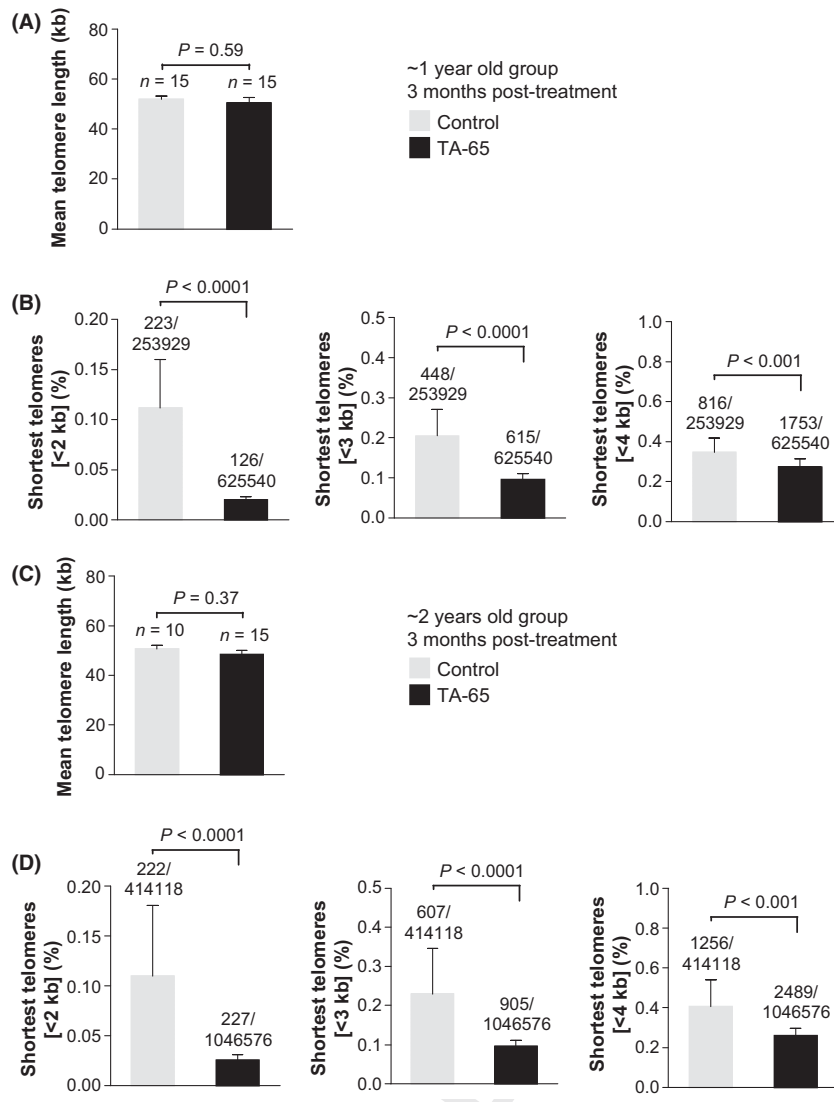 (A)
Mean telomere length (kb)
80
60
40
20
0
P = 0.59
n = 15
n = 15
~1 year old group
3 months post-treatment
Control
TA-65
(B)
Shortest telomeres
[<2 kb] (%)
0.20
0.15
0.10
0.05
0.00
P < 0.0001
223/
253929
126/
625540
Shortest telomeres
[<3 kb] (%)
0.5
0.4
0.3
0.2
0.1
0.0
P < 0.0001
448/
253929
615/
625540
Shortest telomeres
[<4 kb] (%)
1.0
0.8
0.6
0.4
0.2
0.0
P < 0.001
816/
253929
1753/
625540
(C)
Mean telomere length (kb)
80
60
40
20
0
P = 0.37
n = 10
n = 15
~2 years old group
3 months post-treatment
Control
TA-65
(D)
Shortest telomeres
[<2 kb] (%)
0.20
0.15
0.10
0.05
0.00
P < 0.0001
222/
414118
227/
1046576
Shortest telomeres
[<3 kb] (%)
0.5
0.4
0.3
0.2
0.1
0.0
P < 0.0001
607/
414118
905/
1046576
Shortest telomeres
[<4 kb] (%)
1.0
0.8
0.6
0.4
0.2
0.0
P < 0.001
1256/
414118
2489/
1046576